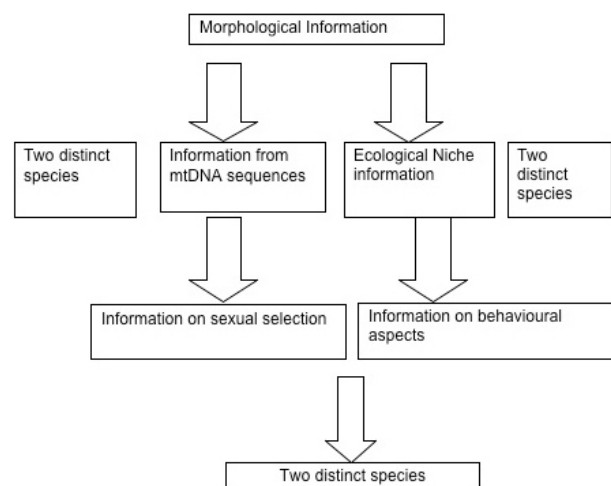 Morphological Information
Two distinct
species
Information from
mtDNA sequences
Ecological Niche
information
Two
distinct
species
Information on sexual selection
Information on behavioural
aspects
Two distinct species